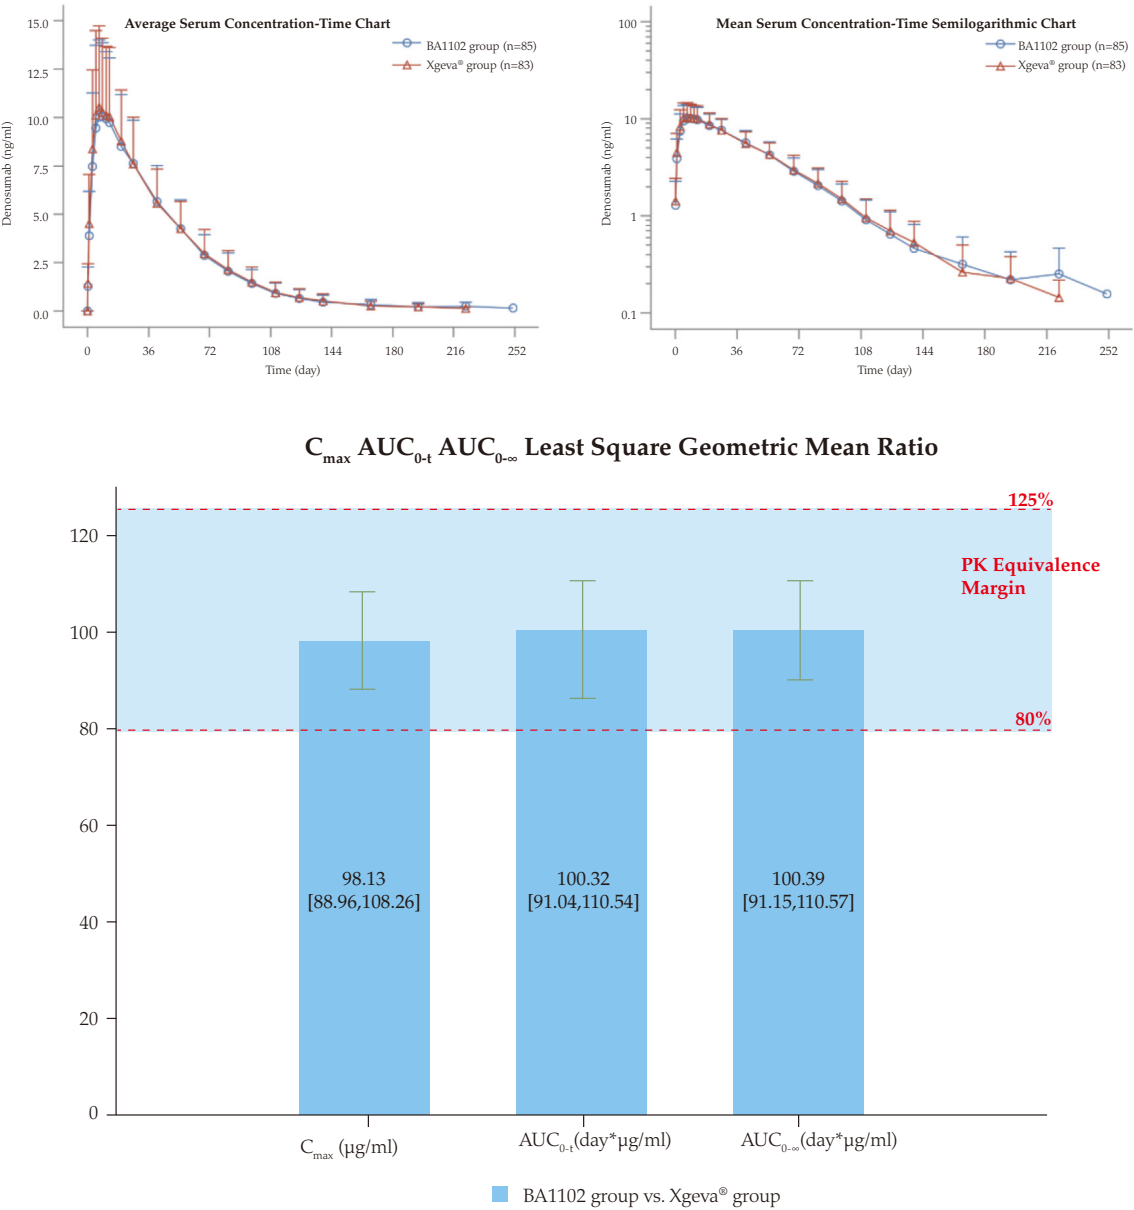 Average Serum Concentration-Time Chart
BA1102 group (n=85)
Xgeva® group (n=83)
Denosumab (ng/ml)
15.0
12.5
10.0
7.5
5.0
2.5
0.0
0 36 72 108 144 180 216 252
Time (day)
Mean Serum Concentration-Time Semilogarithmic Chart
BA1102 group (n=85)
Xgeva® group (n=83)
Denosumab (ng/ml)
100
10
1
0.1
0 36 72 108 144 180 216 252
Time (day)
Cmax AUC0-t AUC0-∞ Least Square Geometric Mean Ratio
125%
PK Equivalence
Margin
80%
120
100
80
60
40
20
0
98.13
[88.96,108.26]
100.32
[91.04,110.54]
100.39
[91.15,110.57]
Cmax (µg/ml)
AUC0-t(day*µg/ml)
AUC0-∞(day*µg/ml)
BA1102 group vs. Xgeva® group